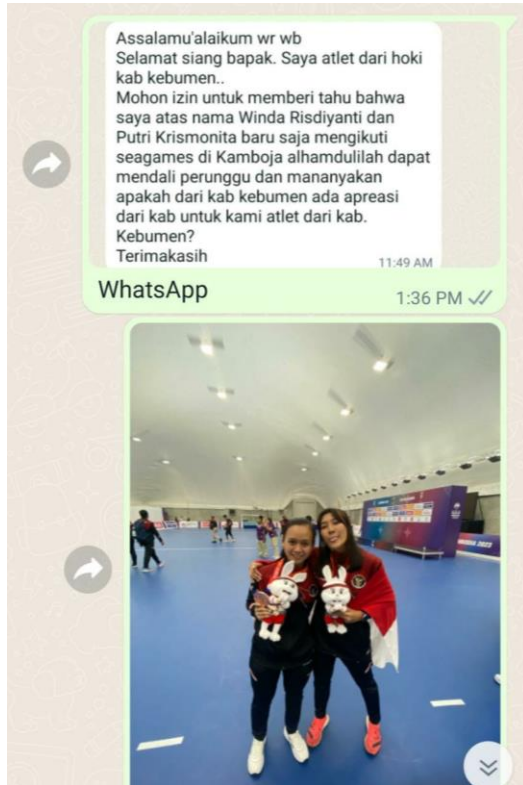 Assalamu'alaikum wr wb
Selamat siang bapak. Saya atlet dari hoki
kab kebumen..
Mohon izin untuk memberi tahu bahwa
saya atas nama Winda Risdiyanti dan
Putri Krismonita baru saja mengikuti
seagames di Kamboja alhamdulilah dapat
mendali perunggu dan mananyakan
apakah dari kab kebumen ada apreasi
dari kab untuk kami atlet dari kab.
Kebumen?
Terimakasih
11:49 AM
WhatsApp
1:36 PM
2023